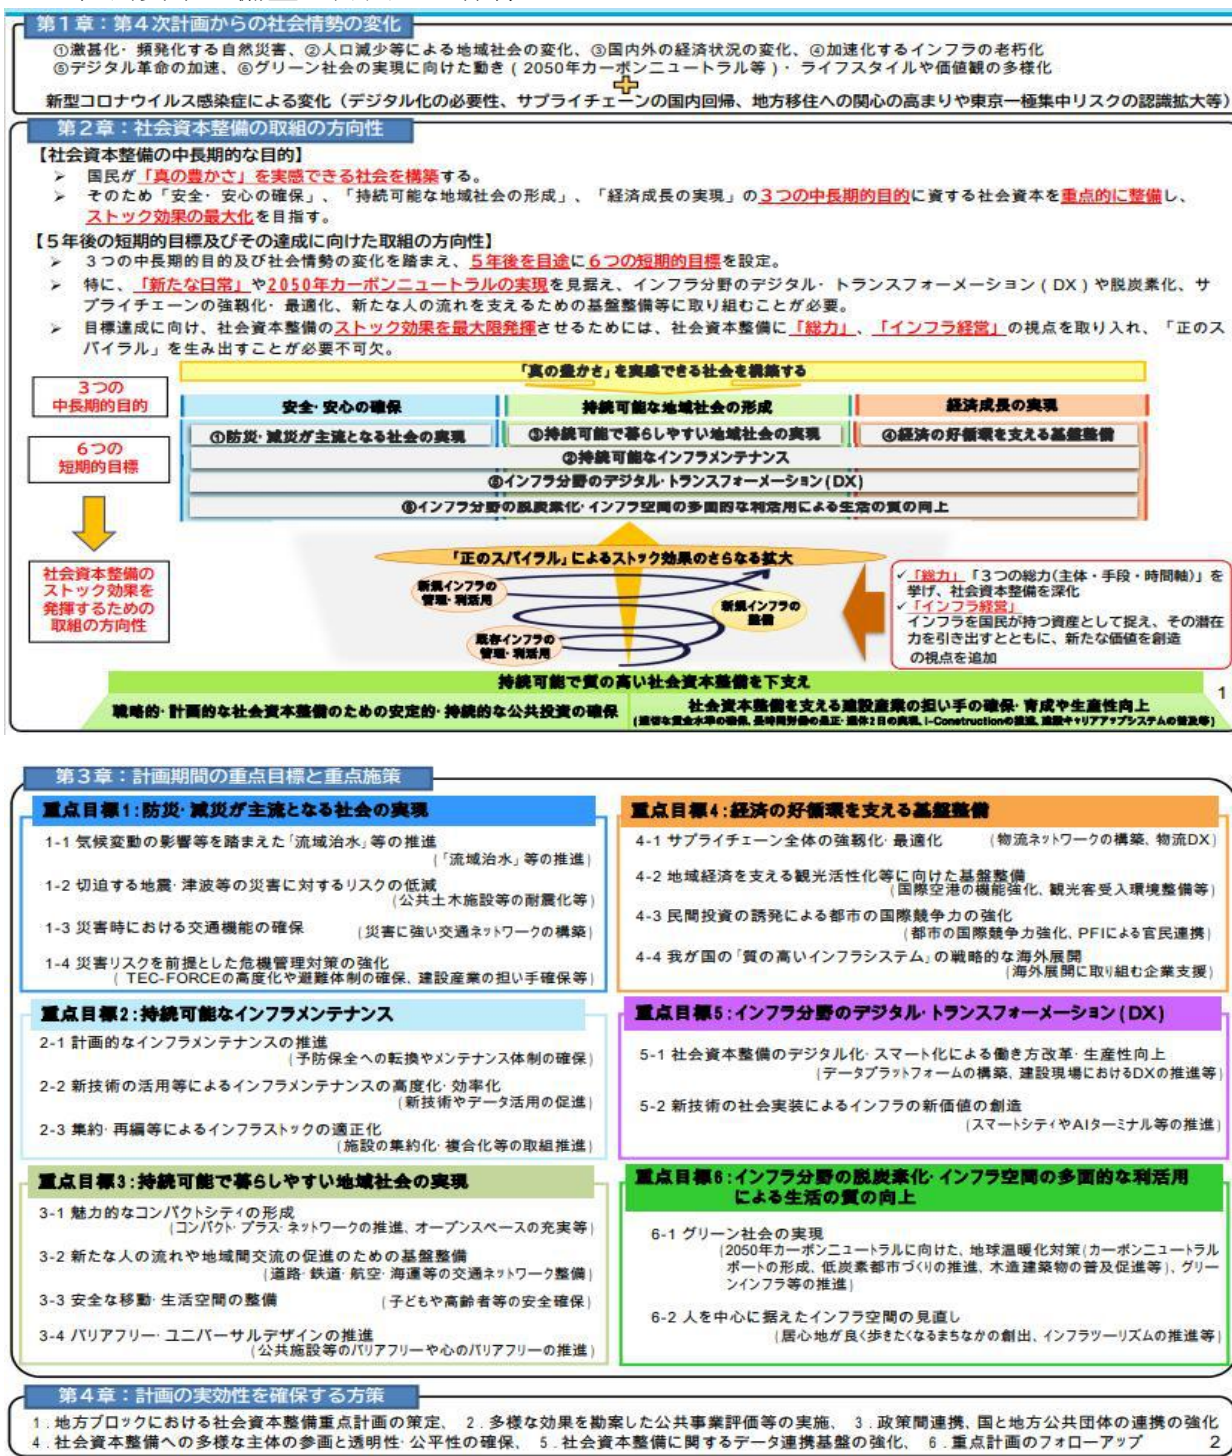 第1章：第4次計画からの社会情勢の変化
①激甚化・頻発化する自然災害、②人口減少等による地域社会の変化、③国内外の経済状況の変化、④加速化するインフラの老朽化
⑤デジタル革命の加速、⑥グリーン社会の実現に向けた動き（2050年カーボンニュートラル等）・ライフスタイルや価値観の多様化
新型コロナウイルス感染症による変化（デジタル化の必要性、サプライチェーンの国内回帰、地方移住への関心の高まりや東京一極集中リスクの認識拡大等）
第2章：社会資本整備の取組の方向性
【社会資本整備の中長期的な目的】
➢ 国民が「真の豊かさ」を実感できる社会を構築する。
➢ そのため「安全・安心の確保」、「持続可能な地域社会の形成」、「経済成長の実現」の３つの中長期的目的に資する社会資本を重点的に整備し、
ストック効果の最大化を目指す。
【５年後の短期的目標及びその達成に向けた取組の方向性】
➢ ３つの中長期的目的及び社会情勢の変化を踏まえ、５年後を目途に６つの短期的目標を設定。
➢ 特に、「新たな日常」や2050年カーボンニュートラルの実現を見据え、インフラ分野のデジタル・トランスフォーメーション（DX）や脱炭素化、サ
プライチェーンの強靱化・最適化、新たな人の流れを支えるための基盤整備等に取り組むことが必要。
➢ 目標達成に向け、社会資本整備のストック効果を最大限発揮させるためには、社会資本整備に「総力」、「インフラ経営」の視点を取り入れ、「正のス
パイラル」を生み出すことが必要不可欠。
「真の豊かさ」を実感できる社会を構築する
３つの
中長期的目的
安全・安心の確保
持続可能な地域社会の形成
経済成長の実現
６つの
短期的目標
①防災・減災が主流となる社会の実現
③持続可能で暮らしやすい地域社会の実現
④経済の好循環を支える基盤整備
②持続可能なインフラメンテナンス
⑤インフラ分野のデジタル・トランスフォーメーション(DX)
⑥インフラ分野の脱炭素化・インフラ空間の多面的な利活用による生活の質の向上
社会資本整備の
ストック効果を
発揮するための
取組の方向性
「正のスパイラル」によるストック効果のさらなる拡大
新規インフラの
管理・利活用
新規インフラの
整備
既存インフラの
管理・利活用
✓「総力」「３つの総力(主体・手段・時間軸)」を
挙げ、社会資本整備を深化
✓「インフラ経営」
インフラを国民が持つ資産として捉え、その潜在
力を引き出すとともに、新たな価値を創造
の視点を追加
持続可能で質の高い社会資本整備を下支え
1
戦略的・計画的な社会資本整備のための安定的・持続的な公共投資の確保
社会資本整備を支える建設産業の担い手の確保・育成や生産性向上
(適切な賃金水準の確保、長時間労働の是正・週休2日の実現、i-Constructionの推進、建設キャリアアップシステムの普及等)
第3章：計画期間の重点目標と重点施策
重点目標1：防災・減災が主流となる社会の実現
1-1 気候変動の影響等を踏まえた「流域治水」等の推進
(「流域治水」等の推進)
1-2 切迫する地震・津波等の災害に対するリスクの低減
(公共土木施設等の耐震化等)
1-3 災害時における交通機能の確保 (災害に強い交通ネットワークの構築)
1-4 災害リスクを前提とした危機管理対策の強化
(TEC-FORCEの高度化や避難体制の確保、建設産業の担い手確保等)
重点目標2：持続可能なインフラメンテナンス
2-1 計画的なインフラメンテナンスの推進
(予防保全への転換やメンテナンス体制の確保)
2-2 新技術の活用等によるインフラメンテナンスの高度化・効率化
(新技術やデータ活用の促進)
2-3 集約・再編等によるインフラストックの適正化
(施設の集約化・複合化等の取組推進)
重点目標3：持続可能で暮らしやすい地域社会の実現
3-1 魅力的なコンパクトシティの形成
(コンパクト・プラス・ネットワークの推進、オープンスペースの充実等)
3-2 新たな人の流れや地域間交流の促進のための基盤整備
(道路・鉄道・航空・海運等の交通ネットワーク整備)
3-3 安全な移動・生活空間の整備 (子どもや高齢者等の安全確保)
3-4 バリアフリー・ユニバーサルデザインの推進
(公共施設等のバリアフリーや心のバリアフリーの推進)
重点目標4：経済の好循環を支える基盤整備
4-1 サプライチェーン全体の強靱化・最適化 (物流ネットワークの構築、物流DX)
4-2 地域経済を支える観光活性化等に向けた基盤整備
(国際空港の機能強化、観光客受入環境整備等)
4-3 民間投資の誘発による都市の国際競争力の強化
(都市の国際競争力強化、PFIによる官民連携)
4-4 我が国の「質の高いインフラシステム」の戦略的な海外展開
(海外展開に取り組む企業支援)
重点目標5：インフラ分野のデジタル・トランスフォーメーション(DX)
5-1 社会資本整備のデジタル化・スマート化による働き方改革・生産性向上
(データプラットフォームの構築、建設現場におけるDXの推進等)
5-2 新技術の社会実装によるインフラの新価値の創造
(スマートシティやAIターミナル等の推進)
重点目標6：インフラ分野の脱炭素化・インフラ空間の多面的な利活用
による生活の質の向上
6-1 グリーン社会の実現
(2050年カーボンニュートラルに向けた、地球温暖化対策(カーボンニュートラル
ポートの形成、低炭素都市づくりの推進、木造建築物の普及促進等)、グリー
ンインフラ等の推進)
6-2 人を中心に据えたインフラ空間の見直し
(居心地が良く歩きたくなるまちなかの創出、インフラツーリズムの推進等)
第4章：計画の実効性を確保する方策
1．地方ブロックにおける社会資本整備重点計画の策定、 2．多様な効果を勘案した公共事業評価等の実施、 3．政策間連携、国と地方公共団体の連携の強化
4．社会資本整備への多様な主体の参画と透明性・公平性の確保、 5．社会資本整備に関するデータ連携基盤の強化、 6．重点計画のフォローアップ
2